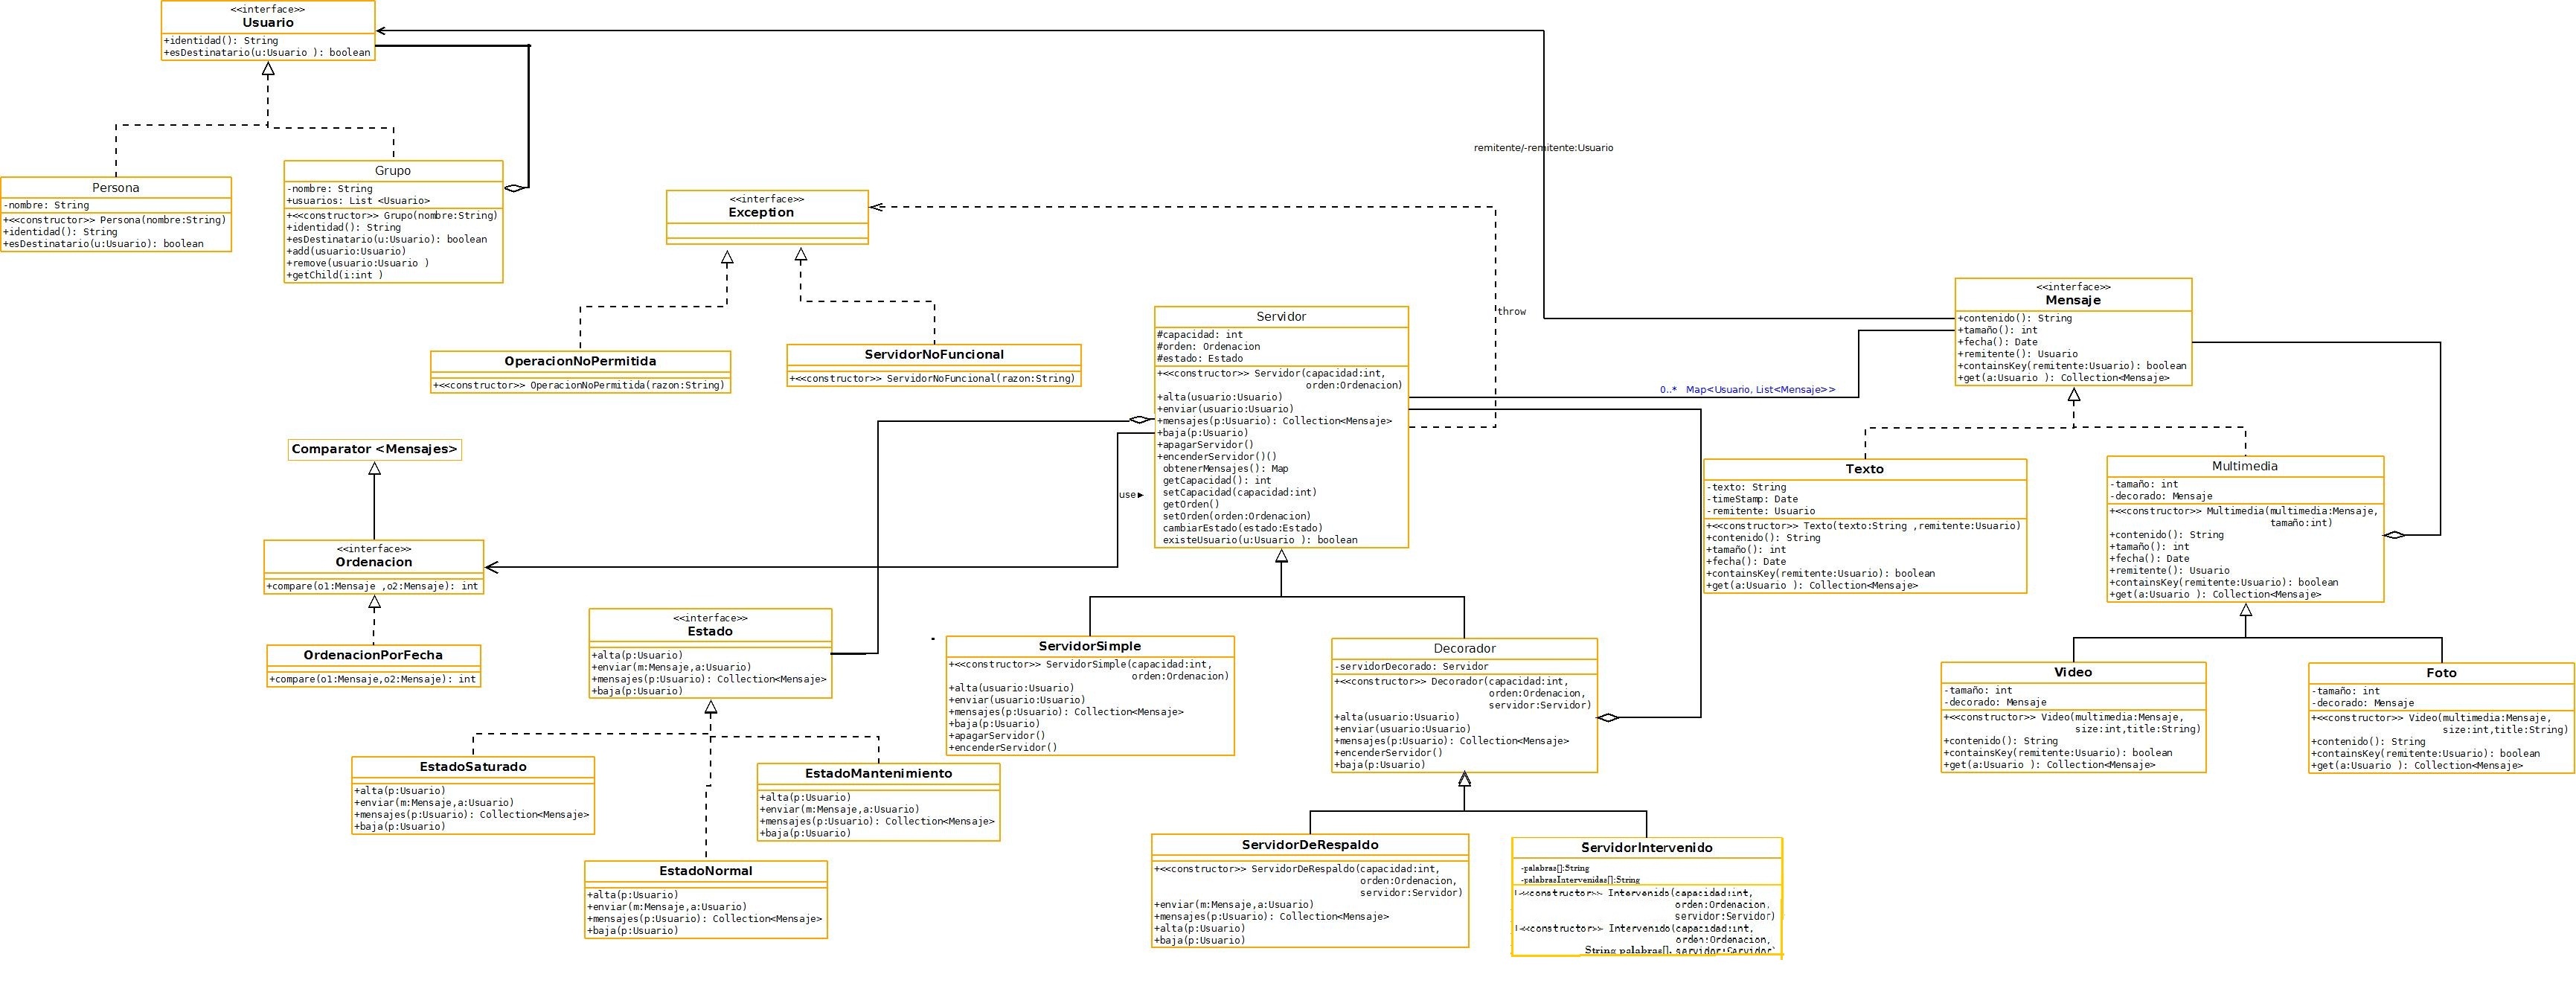 <<interface>>
Usuario
+identidad(): String
+esDestinatario(u:Usuario ): boolean
remitente/-remitente:Usuario
Persona
-nombre: String
+<<constructor>> Persona(nombre:String)
+identidad(): String
+esDestinatario(u:Usuario): boolean
Grupo
-nombre: String
+usuarios: List <Usuario>
+<<constructor>> Grupo(nombre:String)
+identidad(): String
+esDestinatario(u:Usuario): boolean
+add(usuario:Usuario)
+remove(usuario:Usuario )
+getChild(i:int )
<<interface>>
Exception
throw
OperacionNoPermitida
+<<constructor>> OperacionNoPermitida(razon:String)
ServidorNoFuncional
+<<constructor>> ServidorNoFuncional(razon:String)
Servidor
#capacidad: int
#orden: Ordenacion
#estado: Estado
+<<constructor>> Servidor(capacidad:int,
orden:Ordenacion)
+alta(usuario:Usuario)
+enviar(usuario:Usuario)
+mensajes(p:Usuario): Collection<Mensaje>
+baja(p:Usuario)
+apagarServidor()
+encenderServidor()()
obtenerMensajes(): Map
getCapacidad(): int
setCapacidad(capacidad:int)
getOrden()
setOrden(orden:Ordenacion)
cambiarEstado(estado:Estado)
existeUsuario(u:Usuario ): boolean
0..* Map<Usuario, List<Mensaje>>
use►
<<interface>>
Mensaje
+contenido(): String
+tamaño(): int
+fecha(): Date
+remitente(): Usuario
+containsKey(remitente:Usuario): boolean
+get(a:Usuario ): Collection<Mensaje>
Comparator <Mensajes>
<<interface>>
Ordenacion
+compare(o1:Mensaje ,o2:Mensaje): int
OrdenacionPorFecha
+compare(o1:Mensaje,o2:Mensaje): int
Texto
-texto: String
-timeStamp: Date
-remitente: Usuario
+<<constructor>> Texto(texto:String ,remitente:Usuario)
+contenido(): String
+tamaño(): int
+fecha(): Date
+containsKey(remitente:Usuario): boolean
+get(a:Usuario ): Collection<Mensaje>
Multimedia
-tamaño: int
-decorado: Mensaje
+<<constructor>> Multimedia(multimedia:Mensaje,
tamaño:int)
+contenido(): String
+tamaño(): int
+fecha(): Date
+remitente(): Usuario
+containsKey(remitente:Usuario): boolean
+get(a:Usuario ): Collection<Mensaje>
<<interface>>
Estado
+alta(p:Usuario)
+enviar(m:Mensaje,a:Usuario)
+mensajes(p:Usuario): Collection<Mensaje>
+baja(p:Usuario)
ServidorSimple
+<<constructor>> ServidorSimple(capacidad:int,
orden:Ordenacion)
+alta(usuario:Usuario)
+enviar(usuario:Usuario)
+mensajes(p:Usuario): Collection<Mensaje>
+baja(p:Usuario)
+apagarServidor()
+encenderServidor()
Decorador
-servidorDecorado: Servidor
+<<constructor>> Decorador(capacidad:int,
orden:Ordenacion,
servidor:Servidor)
+alta(usuario:Usuario)
+enviar(usuario:Usuario)
+mensajes(p:Usuario): Collection<Mensaje>
+encenderServidor()
+baja(p:Usuario)
Video
-tamaño: int
-decorado: Mensaje
+<<constructor>> Video(multimedia:Mensaje,
size:int,title:String)
+contenido(): String
+containsKey(remitente:Usuario): boolean
+get(a:Usuario ): Collection<Mensaje>
Foto
-tamaño: int
-decorado: Mensaje
+<<constructor>> Video(multimedia:Mensaje,
size:int,title:String)
+contenido(): String
+containsKey(remitente:Usuario): boolean
+get(a:Usuario ): Collection<Mensaje>
EstadoSaturado
+alta(p:Usuario)
+enviar(m:Mensaje,a:Usuario)
+mensajes(p:Usuario): Collection<Mensaje>
+baja(p:Usuario)
EstadoMantenimiento
+alta(p:Usuario)
+enviar(m:Mensaje,a:Usuario)
+mensajes(p:Usuario): Collection<Mensaje>
+baja(p:Usuario)
EstadoNormal
+alta(p:Usuario)
+enviar(m:Mensaje,a:Usuario)
+mensajes(p:Usuario): Collection<Mensaje>
+baja(p:Usuario)
ServidorDeRespaldo
+<<constructor>> ServidorDeRespaldo(capacidad:int,
orden:Ordenacion,
servidor:Servidor)
+enviar(m:Mensaje,a:Usuario)
+mensajes(p:Usuario): Collection<Mensaje>
+alta(p:Usuario)
+baja(p:Usuario)
ServidorIntervenido
-palabras[]:String
-palabrasIntervenidas[]:String
+<<constructor>> Intervenido(capacidad:int,
orden:Ordenacion,
servidor:Servidor)
+<<constructor>> Intervenido(capacidad:int,
orden:Ordenacion,
String palabras[], servidor:Servidor)